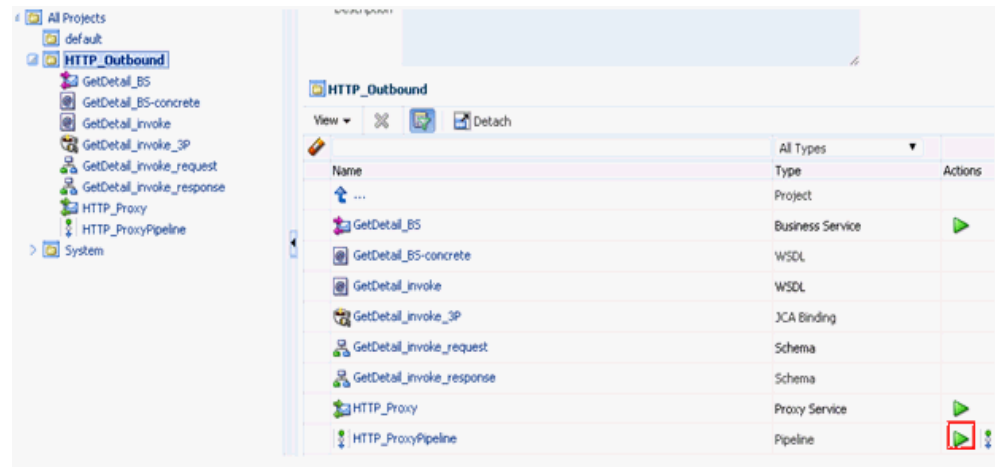 All Projects
default
HTTP_Outbound
GetDetail_BS
GetDetail_BS-concrete
GetDetail_invoke
GetDetail_invoke_3P
GetDetail_invoke_request
GetDetail_invoke_response
HTTP_Proxy
HTTP_ProxyPipeline
System
Description
HTTP_Outbound
View Detach
All Types
Name Type Actions
... Project
GetDetail_BS Business Service
GetDetail_BS-concrete WSDL
GetDetail_invoke WSDL
GetDetail_invoke_3P JCA Binding
GetDetail_invoke_request Schema
GetDetail_invoke_response Schema
HTTP_Proxy Proxy Service
HTTP_ProxyPipeline Pipeline